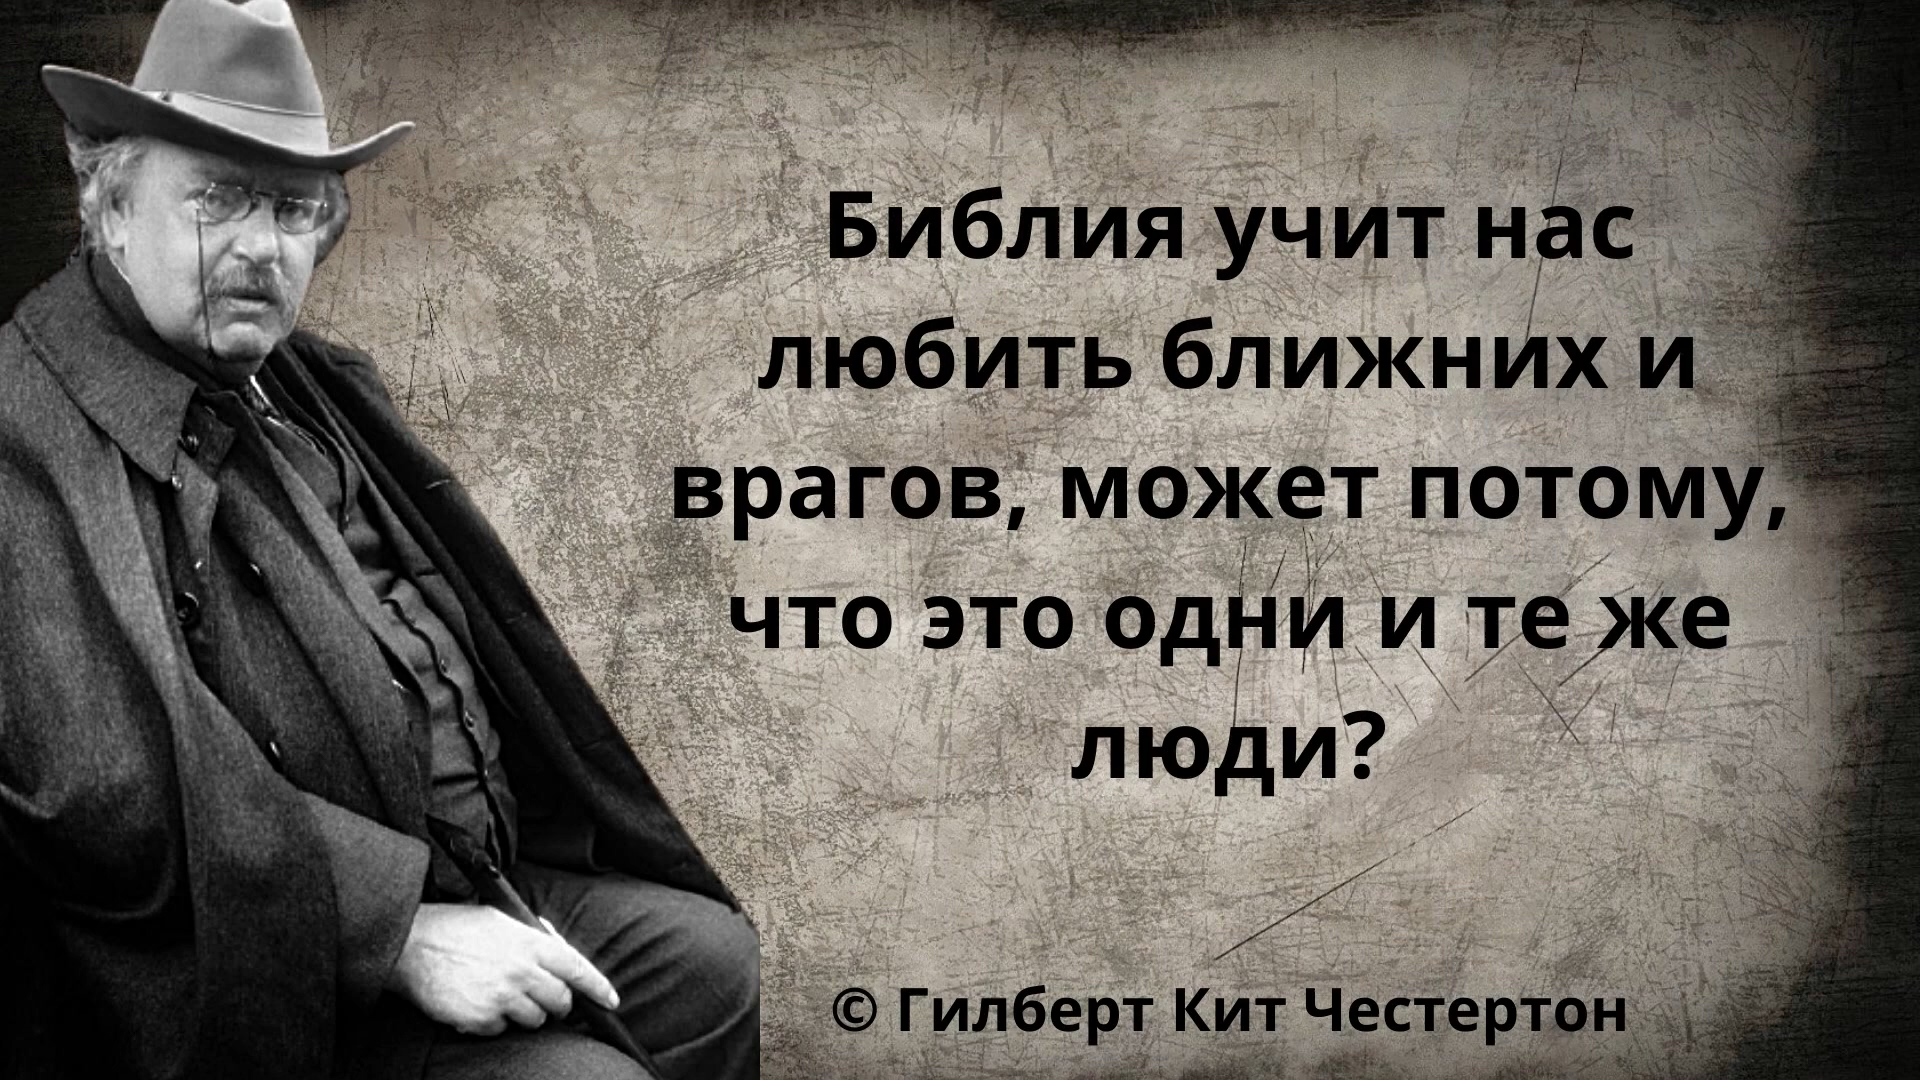 Библия учит нас
любить ближних и
врагов, может потому,
что это одни и те же
люди?
© Гилберт Кит Честертон